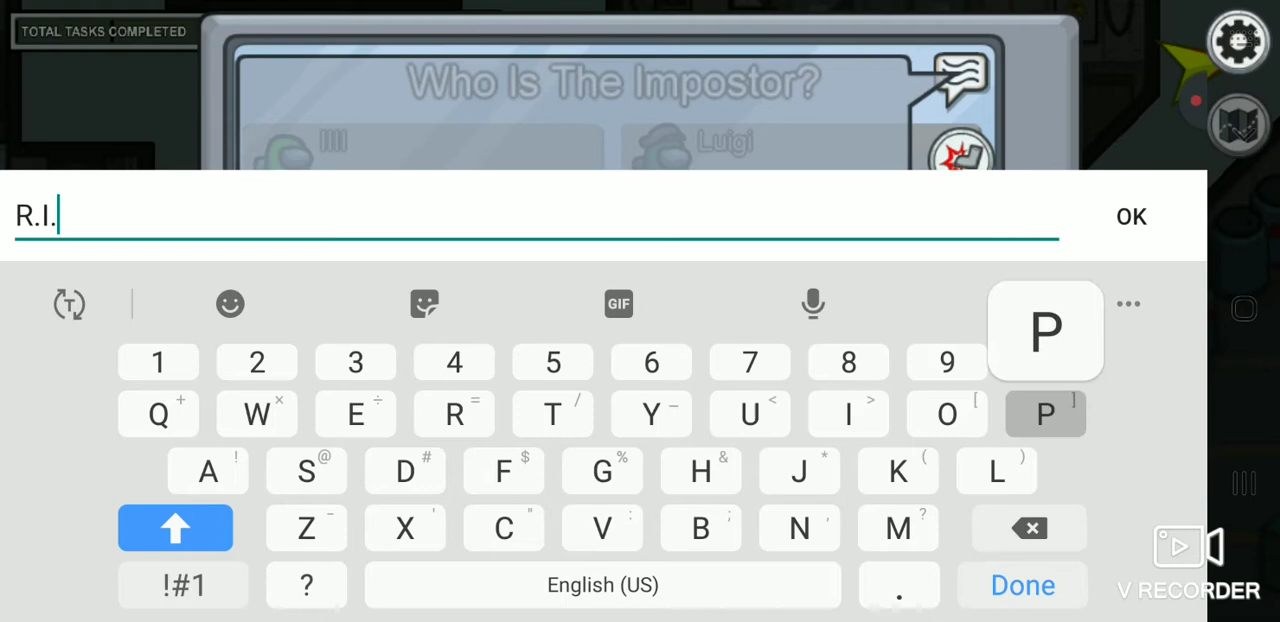 TOTAL TASKS COMPLETED
Who Is The Impostor?
llll
Luigi
R.I.
OK
T
GIF
P
1 2 3 4 5 6 7 8 9
Q + W × E ÷ R = T / Y _ U < I > O [ P ]
A ! S @ D # F $ G % H & J * K ( L )
Z - X ' C " V : B ; N , M ?
!#1 ? English (US) . Done
V RECORDER